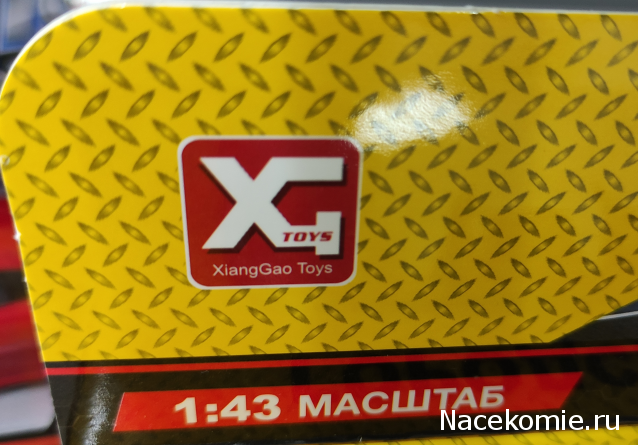 XG
TOYS
XiangGao Toys
1:43 МАСШТАБ
Nacekomie.ru